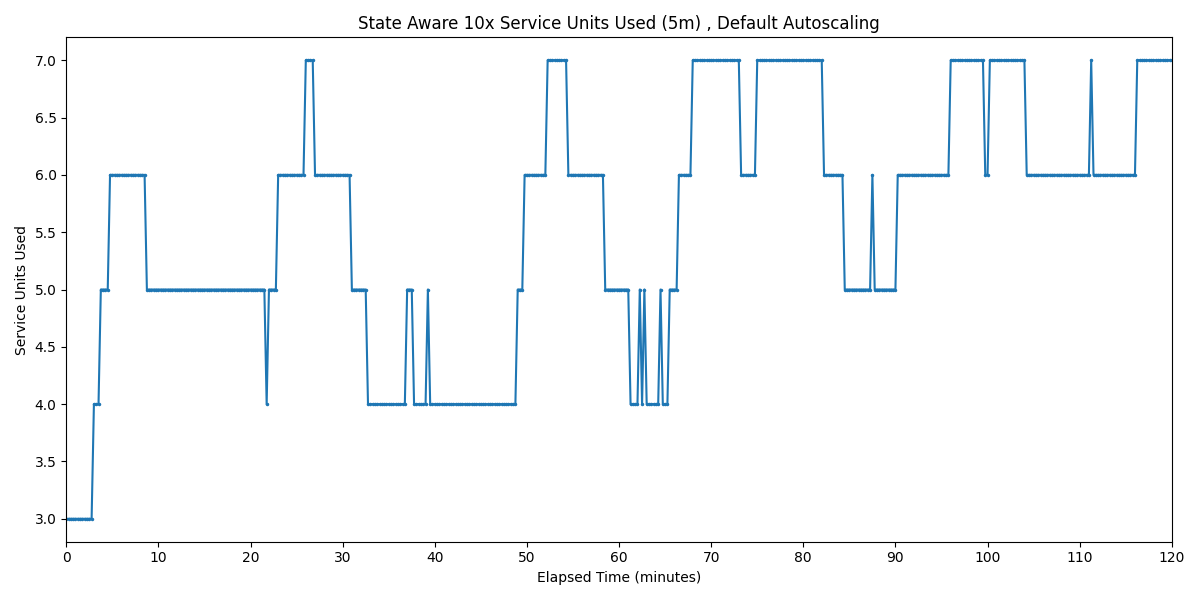 State Aware 10x Service Units Used (5m) , Default Autoscaling
7.0
6.5
6.0
5.5
5.0
4.5
4.0
3.5
3.0
Service Units Used
0 10 20 30 40 50 60 70 80 90 100 110 120
Elapsed Time (minutes)